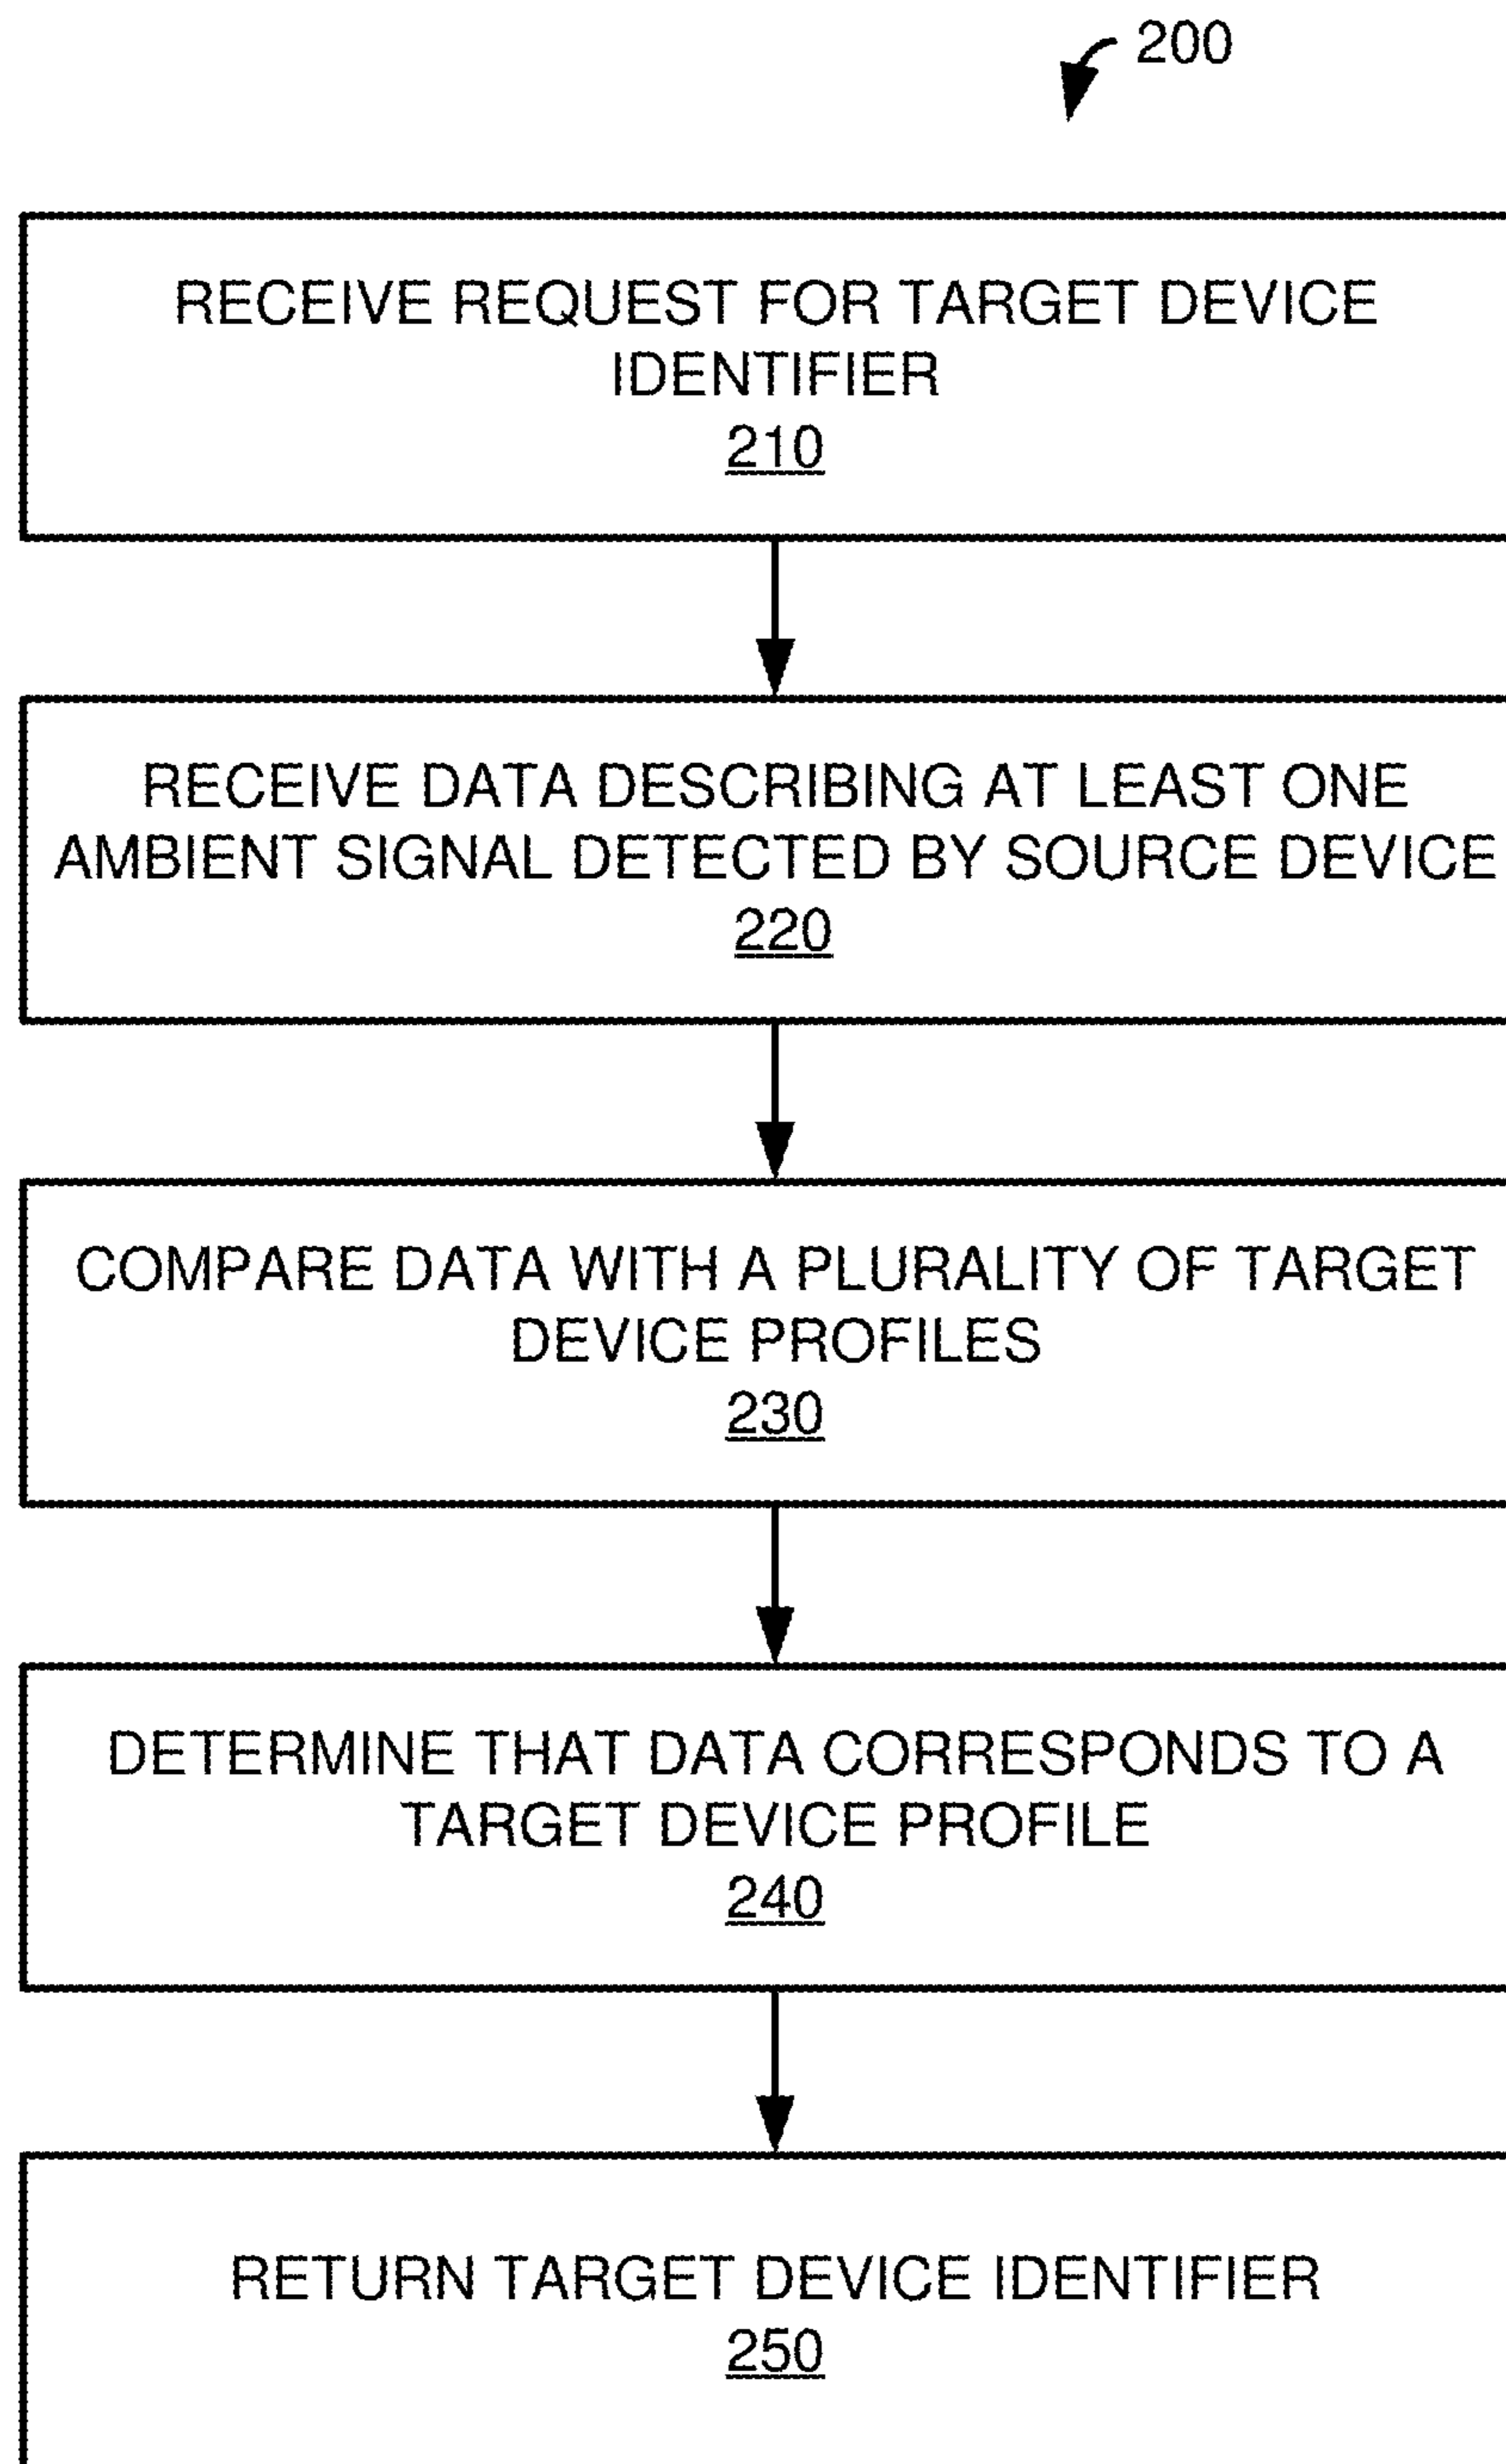 200
RECEIVE REQUEST FOR TARGET DEVICE
IDENTIFIER
210
RECEIVE DATA DESCRIBING AT LEAST ONE
AMBIENT SIGNAL DETECTED BY SOURCE DEVICE
220
COMPARE DATA WITH A PLURALITY OF TARGET
DEVICE PROFILES
230
DETERMINE THAT DATA CORRESPONDS TO A
TARGET DEVICE PROFILE
240
RETURN TARGET DEVICE IDENTIFIER
250